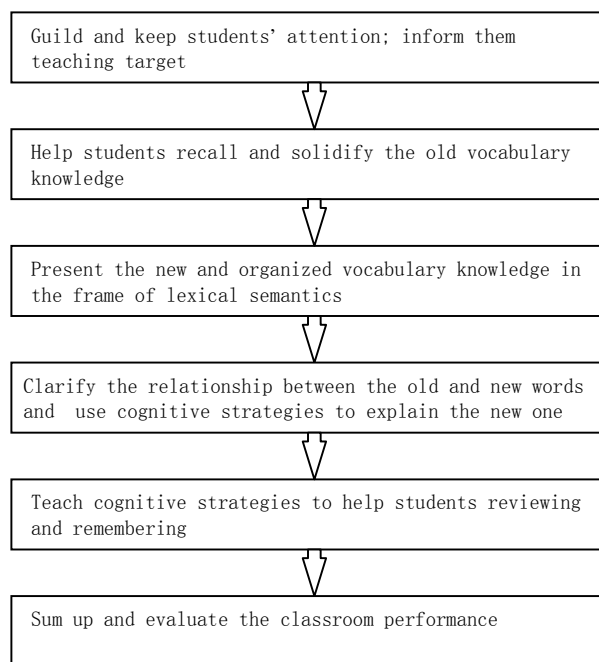 Guild and keep students' attention; inform them
teaching target
Help students recall and solidify the old vocabulary
knowledge
Present the new and organized vocabulary knowledge in
the frame of lexical semantics
Clarify the relationship between the old and new words
and use cognitive strategies to explain the new one
Teach cognitive strategies to help students reviewing
and remembering
Sum up and evaluate the classroom performance